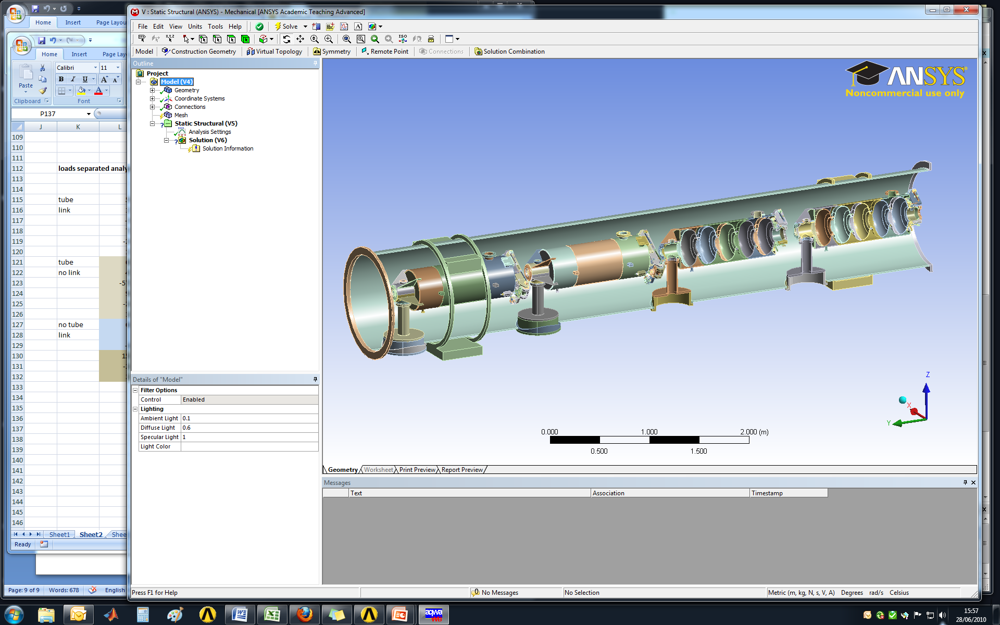 V : Static Structural (ANSYS) - Mechanical [ANSYS Academic Teaching Advanced]
File Edit View Units Tools Help Solve
Model Construction Geometry Virtual Topology Symmetry Remote Point Connections Solution Combination
Home Insert Page Layou
Home Insert Page Lay
Calibri 11
Paste
B I U A A
Clipboard Font
P137
J K L
109
110
111
112 loads separated analy
113
114
115 tube
116 link
117
118
119
120
121 tube
122 no link
123 -57
124
125
126
127 no tube
128 link
129
130
131
132
133
134
135
136
137
138
139
140
141
142
143
144
145
146
Sheet1 Sheet2 Shee
Ready
Page: 9 of 9 Words: 678 English
Outline
Project
Model (V4)
Geometry
Coordinate Systems
Connections
Mesh
Static Structural (V5)
Analysis Settings
Solution (V6)
Solution Information
Details of "Model"
Filter Options
Control Enabled
Lighting
Ambient Light 0.1
Diffuse Light 0.6
Specular Light 1
Light Color
ANSYS
Noncommercial use only
Z
X
Y
0.000 1.000 2.000 (m)
0.500 1.500
Geometry Worksheet Print Preview Report Preview
Messages
Text Association Timestamp
Press F1 for Help No Messages No Selection Metric (m, kg, N, s, V, A) Degrees rad/s Celsius
aqwa
WB
15:57
28/06/2010